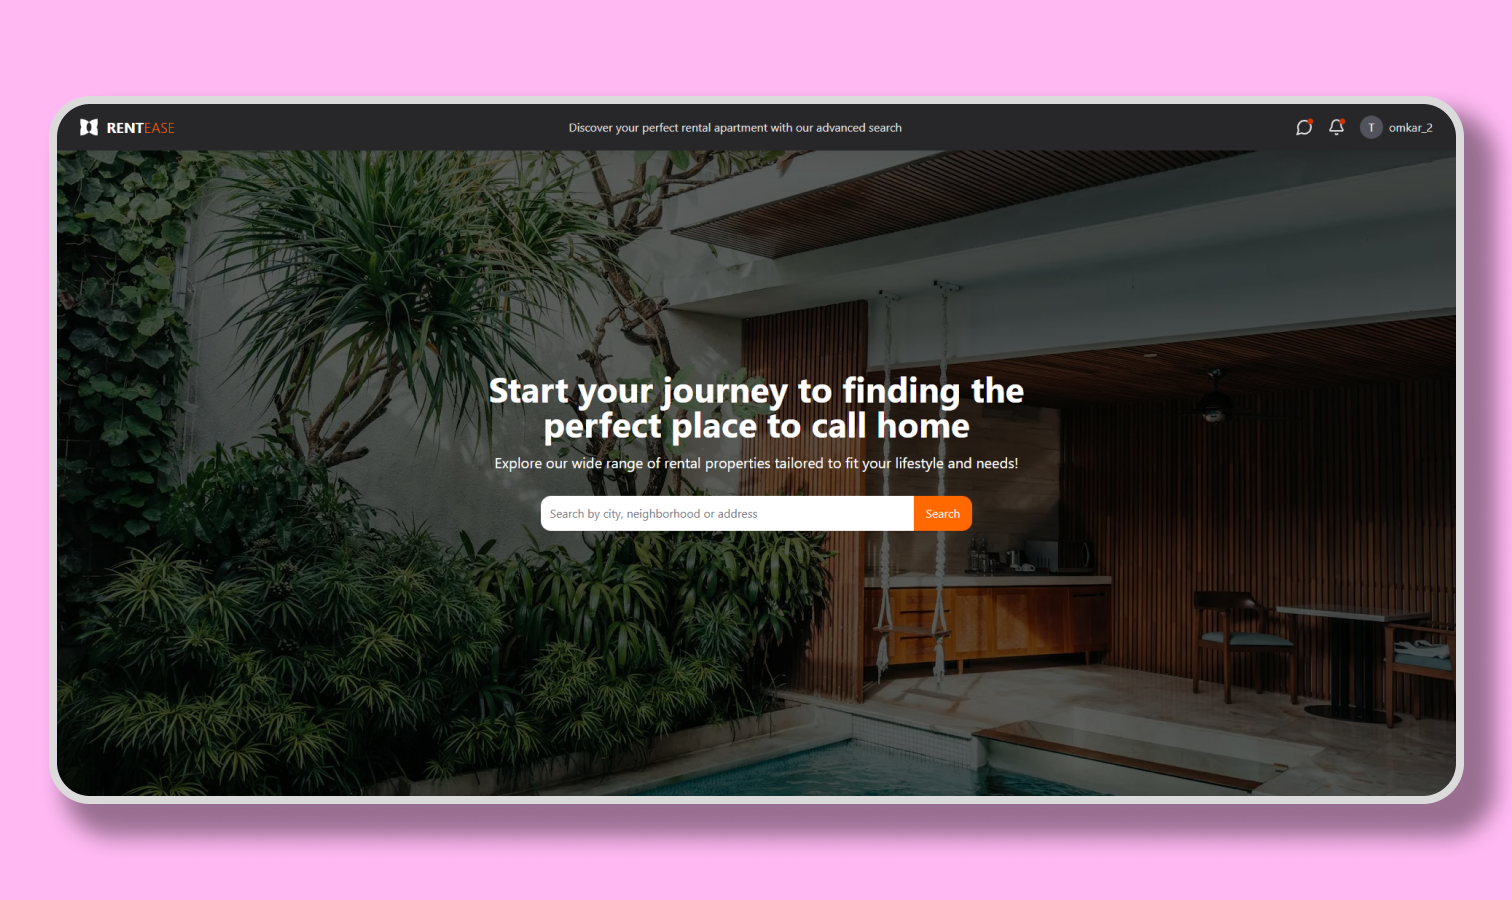 RENTEASE
Discover your perfect rental apartment with our advanced search
T omkar_2
Start your journey to finding the
perfect place to call home
Explore our wide range of rental properties tailored to fit your lifestyle and needs!
Search by city, neighborhood or address
Search